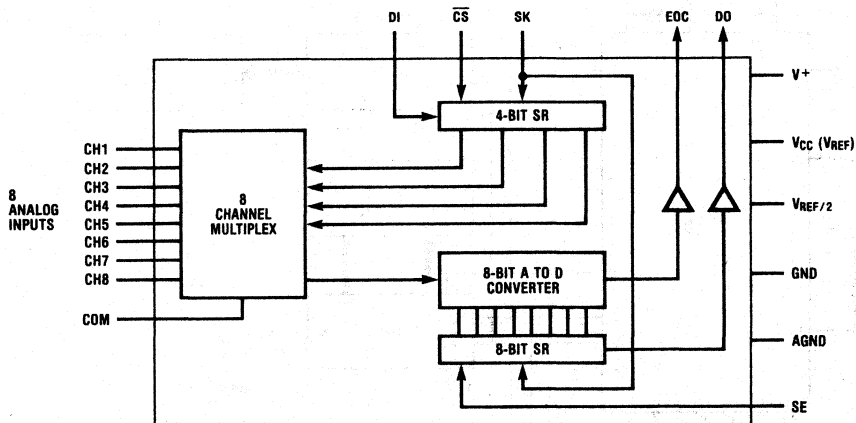 DI
CS
SK
EOC
DO
V+
4-BIT SR
VCC (VREF)
8 ANALOG INPUTS
CH1
CH2
CH3
CH4
CH5
CH6
CH7
CH8
COM
8 CHANNEL MULTIPLEX
VREF/2
8-BIT A TO D CONVERTER
GND
8-BIT SR
AGND
SE